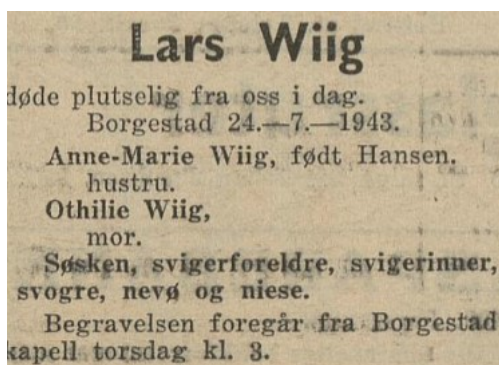 Lars Wiig
døde plutselig fra oss i dag.
Borgestad 24.—7.—1943.
Anne-Marie Wiig, født Hansen.
hustru.
Othilie Wiig,
mor.
Søsken, svigerforeldre, svigerinner,
svogre, nevø og niese.
Begravelsen foregår fra Borgestad
kapell torsdag kl. 3.